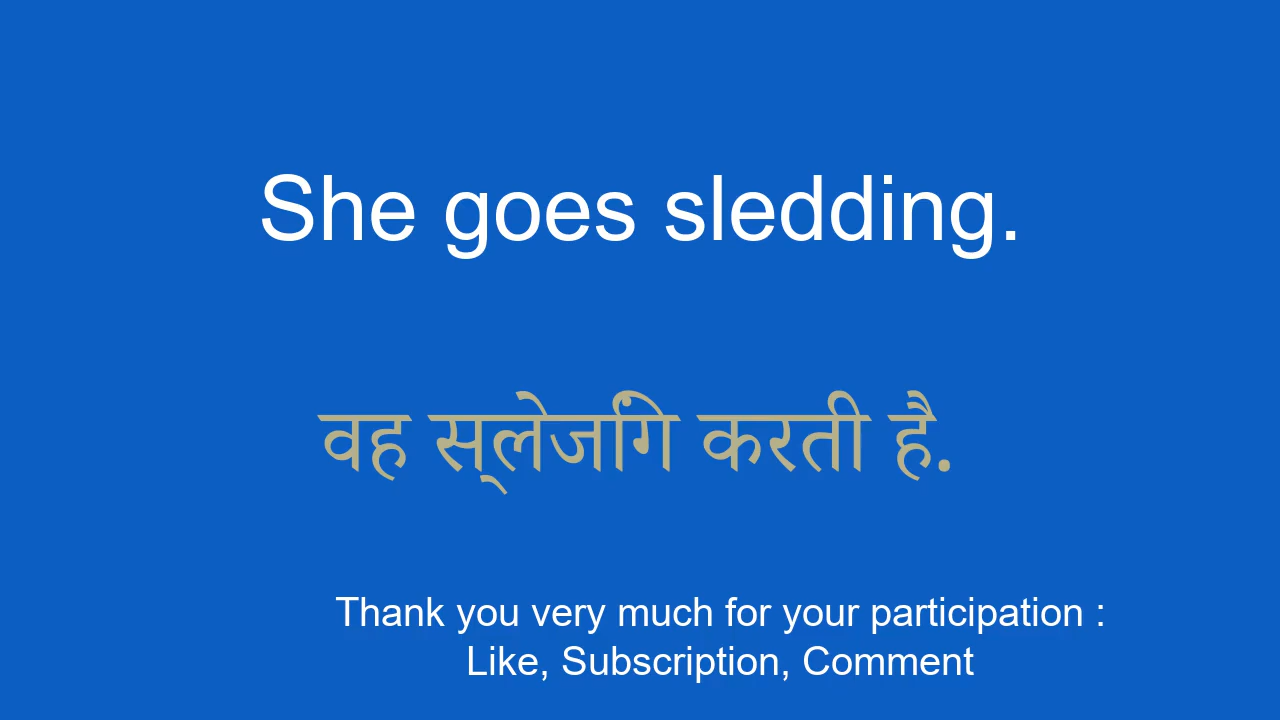 She goes sledding.
वह स्लेजिंग करती है.
Thank you very much for your participation :
Like, Subscription, Comment